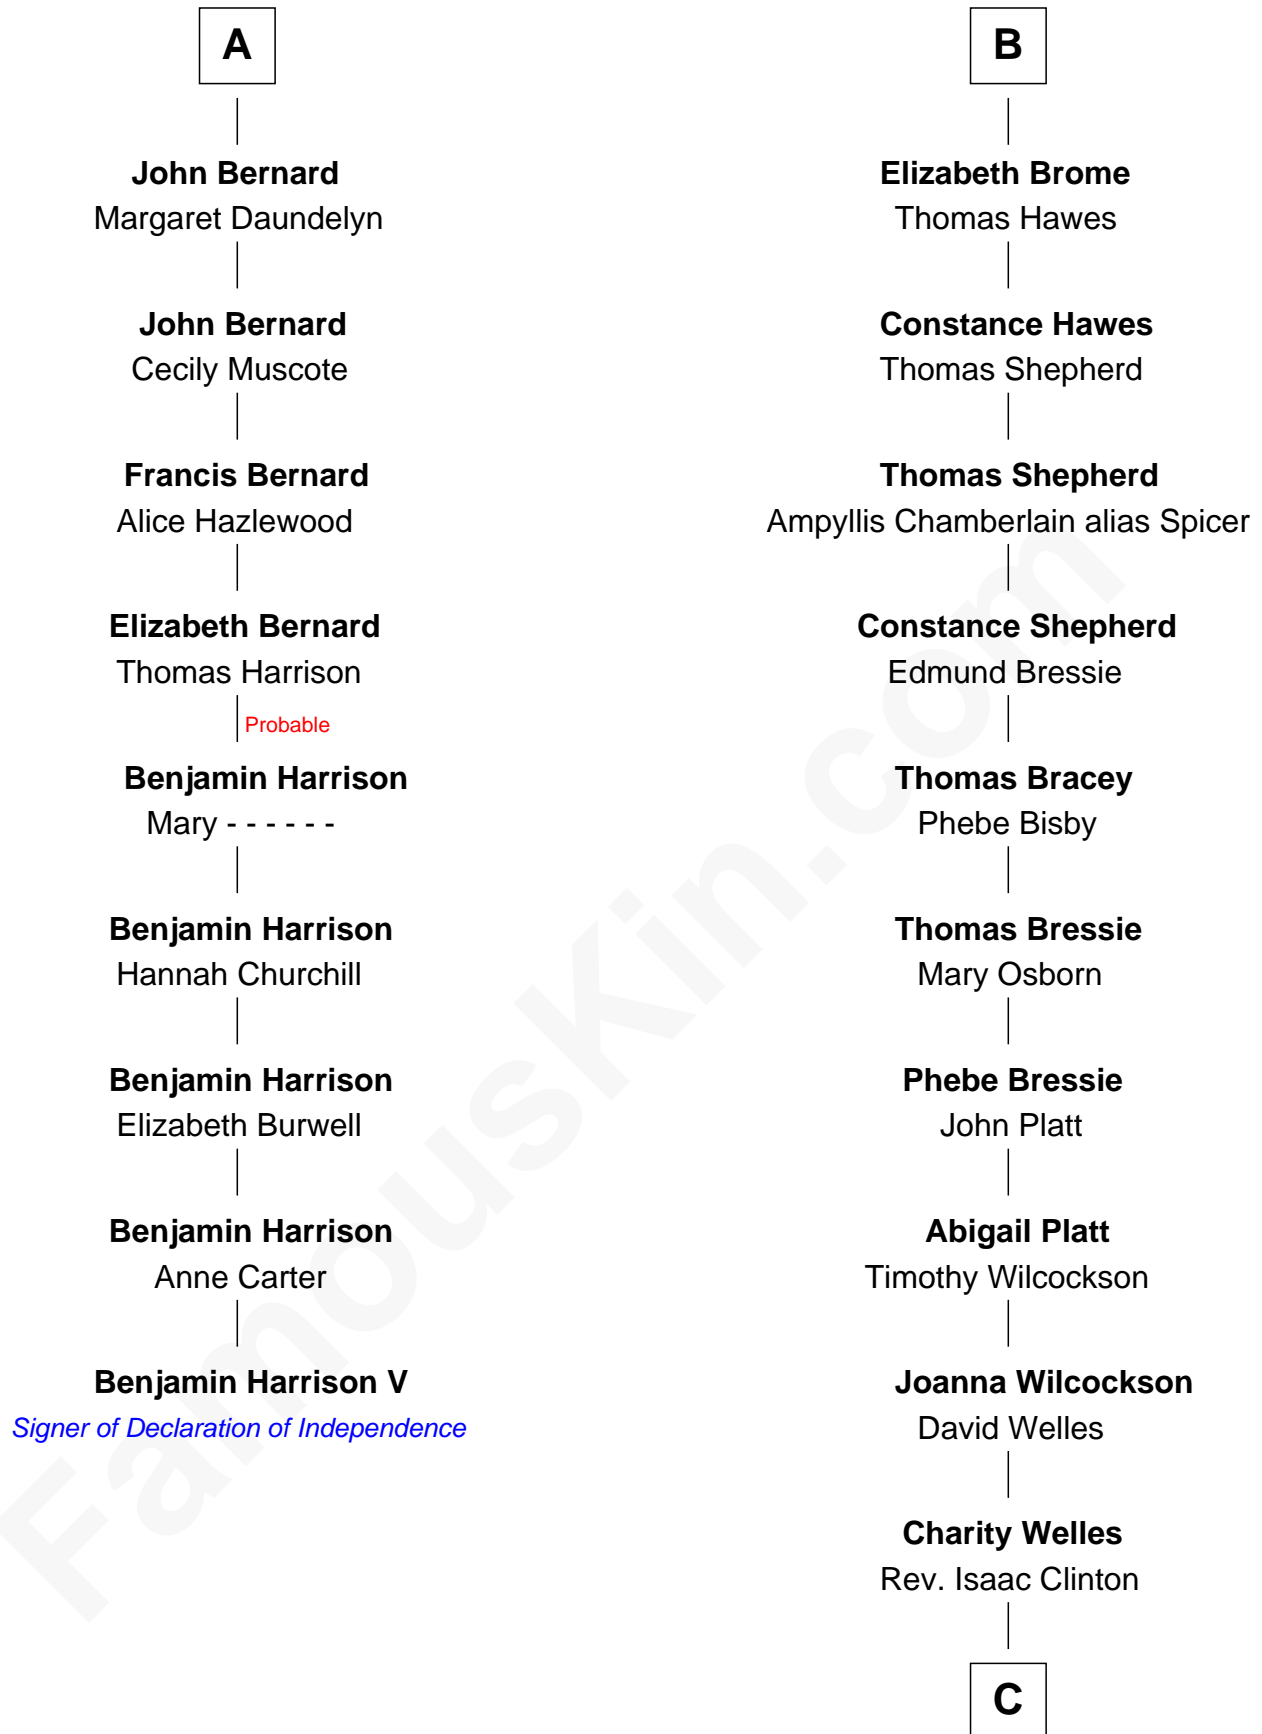 A
John Bernard
Margaret Daundelyn
John Bernard
Cecily Muscote
Francis Bernard
Alice Hazlewood
Elizabeth Bernard
Thomas Harrison
Probable
Benjamin Harrison
Mary - - - - - -
Benjamin Harrison
Hannah Churchill
Benjamin Harrison
Elizabeth Burwell
Benjamin Harrison
Anne Carter
Benjamin Harrison V
Signer of Declaration of Independence
B
Elizabeth Brome
Thomas Hawes
Constance Hawes
Thomas Shepherd
Thomas Shepherd
Ampyllis Chamberlain alias Spicer
Constance Shepherd
Edmund Bressie
Thomas Bracey
Phebe Bisby
Thomas Bressie
Mary Osborn
Phebe Bressie
John Platt
Abigail Platt
Timothy Wilcockson
Joanna Wilcockson
David Welles
Charity Welles
Rev. Isaac Clinton
C
FamousKin.com